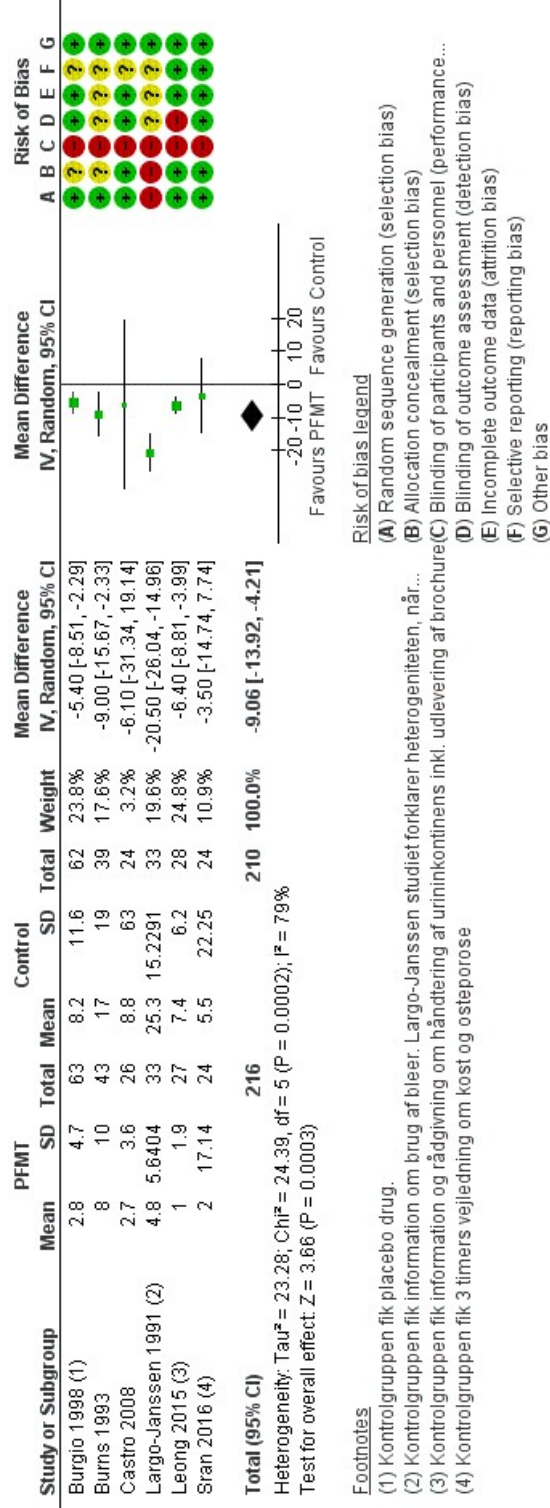 PFMT Control Mean Difference Mean Difference Risk of Bias
Study or Subgroup Mean SD Total Mean SD Total Weight IV, Random, 95% CI IV, Random, 95% CI A B C D E F G
Burgio 1998 (1) 2.8 4.7 63 8.2 11.6 62 23.8% -5.40 [-8.51, -2.29] + ? - + + ? +
Burns 1993 8 10 43 17 19 39 17.6% -9.00 [-15.67, -2.33] + ? - ? ? ? +
Castro 2008 2.7 3.6 26 8.8 63 24 3.2% -6.10 [-31.34, 19.14] + + - + + ? +
Largo-Janssen 1991 (2) 4.8 5.6404 33 25.3 15.2291 33 19.6% -20.50 [-26.04, -14.96] - - - ? ? ? +
Leong 2015 (3) 1 1.9 27 7.4 6.2 28 24.8% -6.40 [-8.81, -3.99] + + - - + + +
Sran 2016 (4) 2 17.14 24 5.5 22.25 24 10.9% -3.50 [-14.74, 7.74] + + - + + + +
Total (95% CI) 216 210 100.0% -9.06 [-13.92, -4.21]
Heterogeneity: Tau² = 23.28; Chi² = 24.39, df = 5 (P = 0.0002); I² = 79%
Test for overall effect: Z = 3.66 (P = 0.0003)
-20 -10 0 10 20
Favours PFMT Favours Control
Footnotes
(1) Kontrolgruppen fik placebo drug.
(2) Kontrolgruppen fik information om brug af bleer. Largo-Janssen studiet forklarer heterogeniteten, når...
(3) Kontrolgruppen fik information og rådgivning om håndtering af urininkontinens inkl. udlevering af brochure
(4) Kontrolgruppen fik 3 timers vejledning om kost og osteporose
Risk of bias legend
(A) Random sequence generation (selection bias)
(B) Allocation concealment (selection bias)
(C) Blinding of participants and personnel (performance...
(D) Blinding of outcome assessment (detection bias)
(E) Incomplete outcome data (attrition bias)
(F) Selective reporting (reporting bias)
(G) Other bias